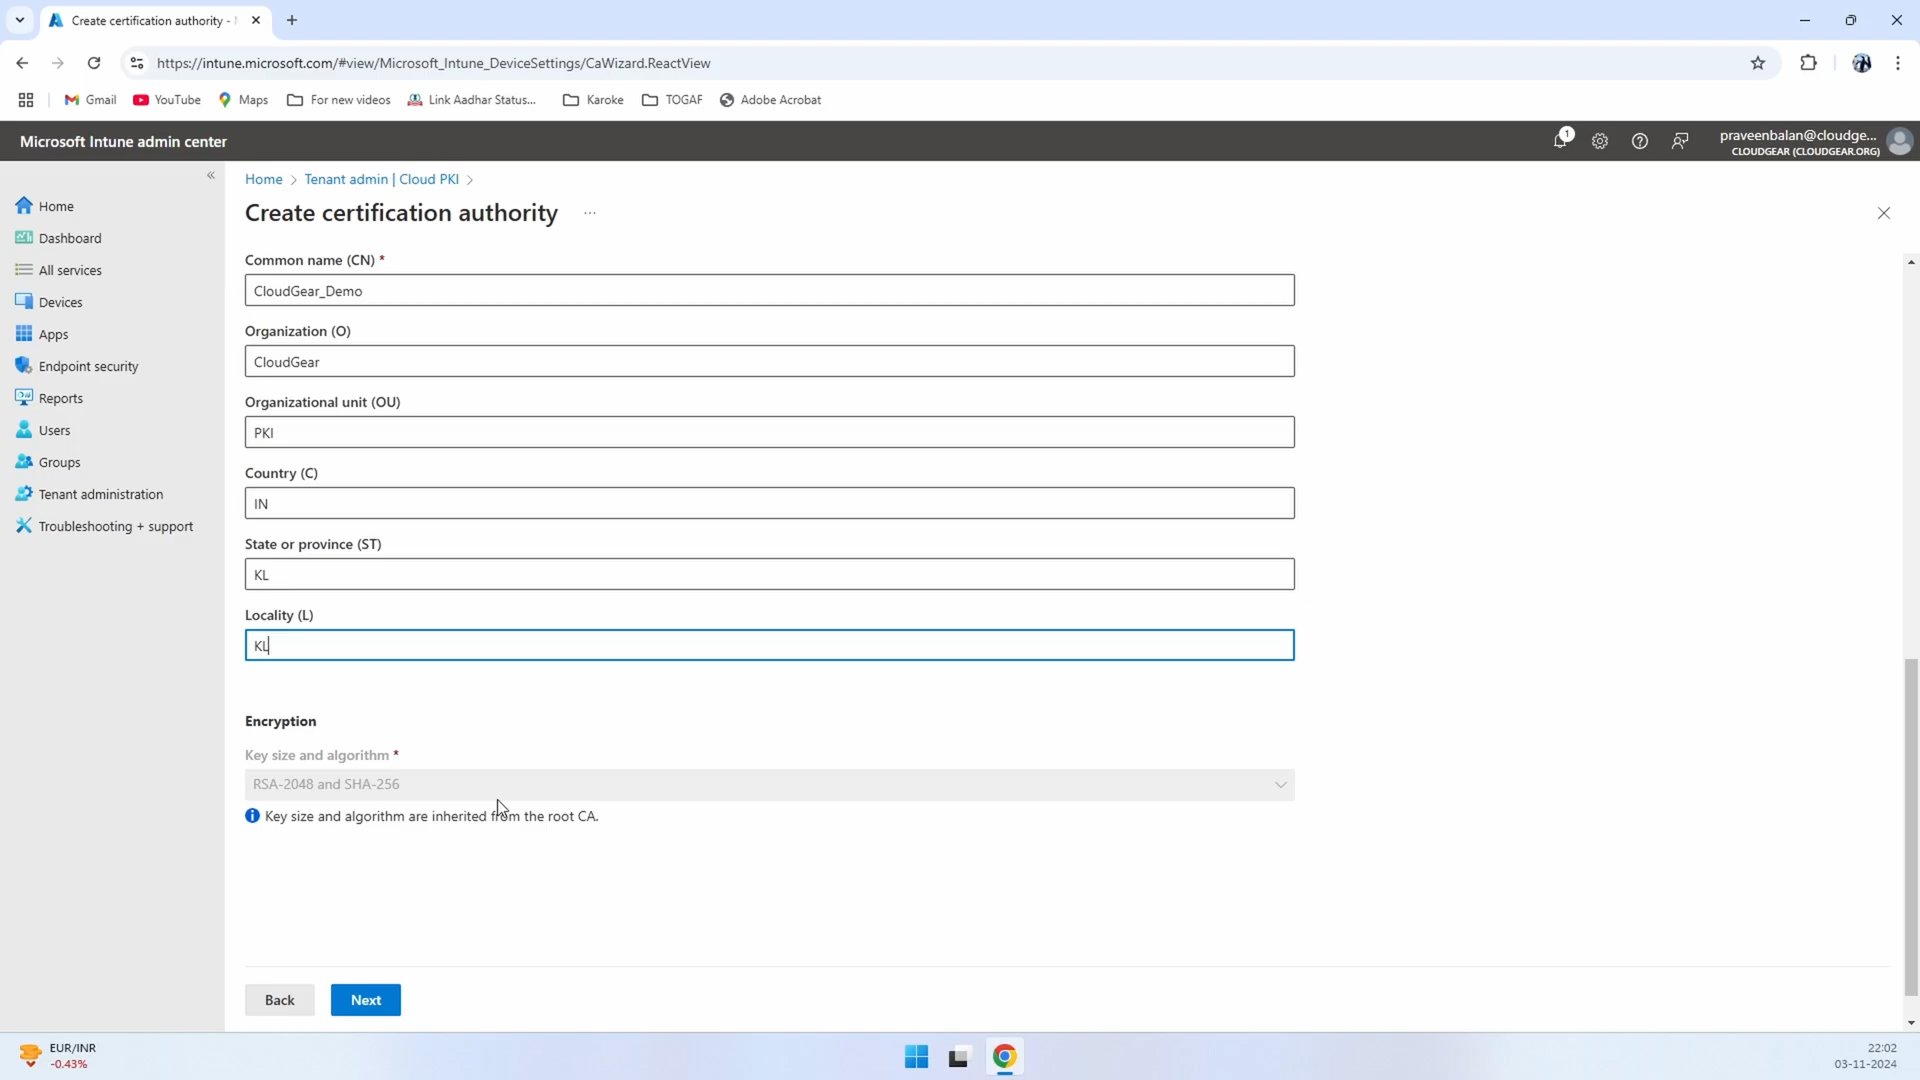 Create certification authority -
https://intune.microsoft.com/#view/Microsoft_Intune_DeviceSettings/CaWizard.ReactView
Gmail
YouTube
Maps
For new videos
Link Aadhar Status...
Karoke
TOGAF
Adobe Acrobat
Microsoft Intune admin center
1
praveenbalan@cloudge...
CLOUDGEAR (CLOUDGEAR.ORG)
Home
Dashboard
All services
Devices
Apps
Endpoint security
Reports
Users
Groups
Tenant administration
Troubleshooting + support
Home > Tenant admin | Cloud PKI >
Create certification authority ...
Common name (CN) *
CloudGear_Demo
Organization (O)
CloudGear
Organizational unit (OU)
PKI
Country (C)
IN
State or province (ST)
KL
Locality (L)
KL
Encryption
Key size and algorithm *
RSA-2048 and SHA-256
Key size and algorithm are inherited from the root CA.
Back
Next
EUR/INR
-0.43%
22:02
03-11-2024